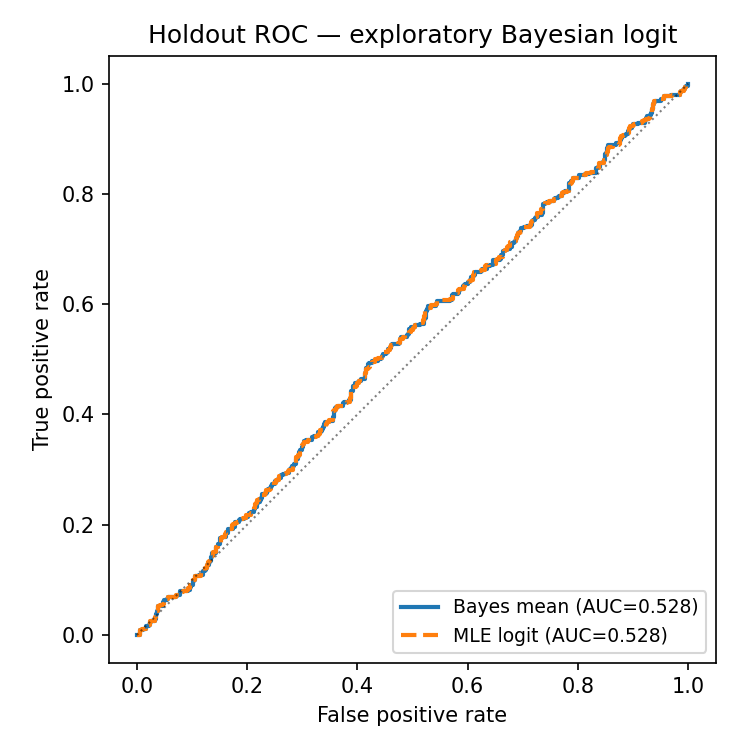 Holdout ROC — exploratory Bayesian logit
True positive rate
1.0
0.8
0.6
0.4
0.2
0.0
Bayes mean (AUC=0.528)
MLE logit (AUC=0.528)
0.0 0.2 0.4 0.6 0.8 1.0
False positive rate